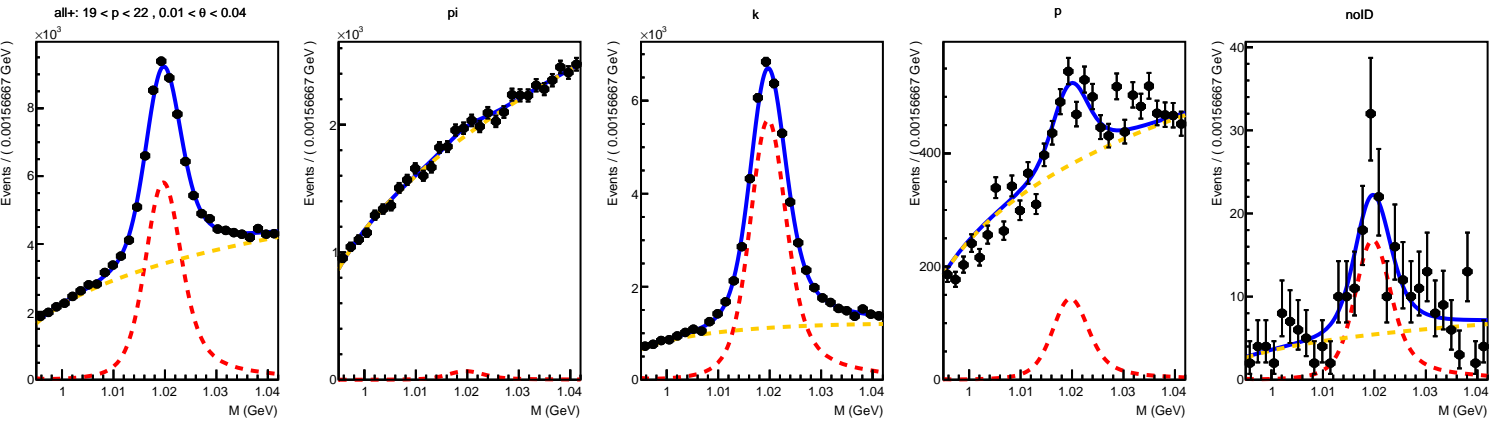 all+: 19 < p < 22 , 0.01 < θ < 0.04
×10³
Events / ( 0.00156667 GeV )
8
6
4
2
0
1 1.01 1.02 1.03 1.04
M (GeV)
pi
×10³
Events / ( 0.00156667 GeV )
2
1
0
1 1.01 1.02 1.03 1.04
M (GeV)
k
×10³
Events / ( 0.00156667 GeV )
6
4
2
0
1 1.01 1.02 1.03 1.04
M (GeV)
p
Events / ( 0.00156667 GeV )
400
200
0
1 1.01 1.02 1.03 1.04
M (GeV)
noID
Events / ( 0.00156667 GeV )
40
30
20
10
0
1 1.01 1.02 1.03 1.04
M (GeV)